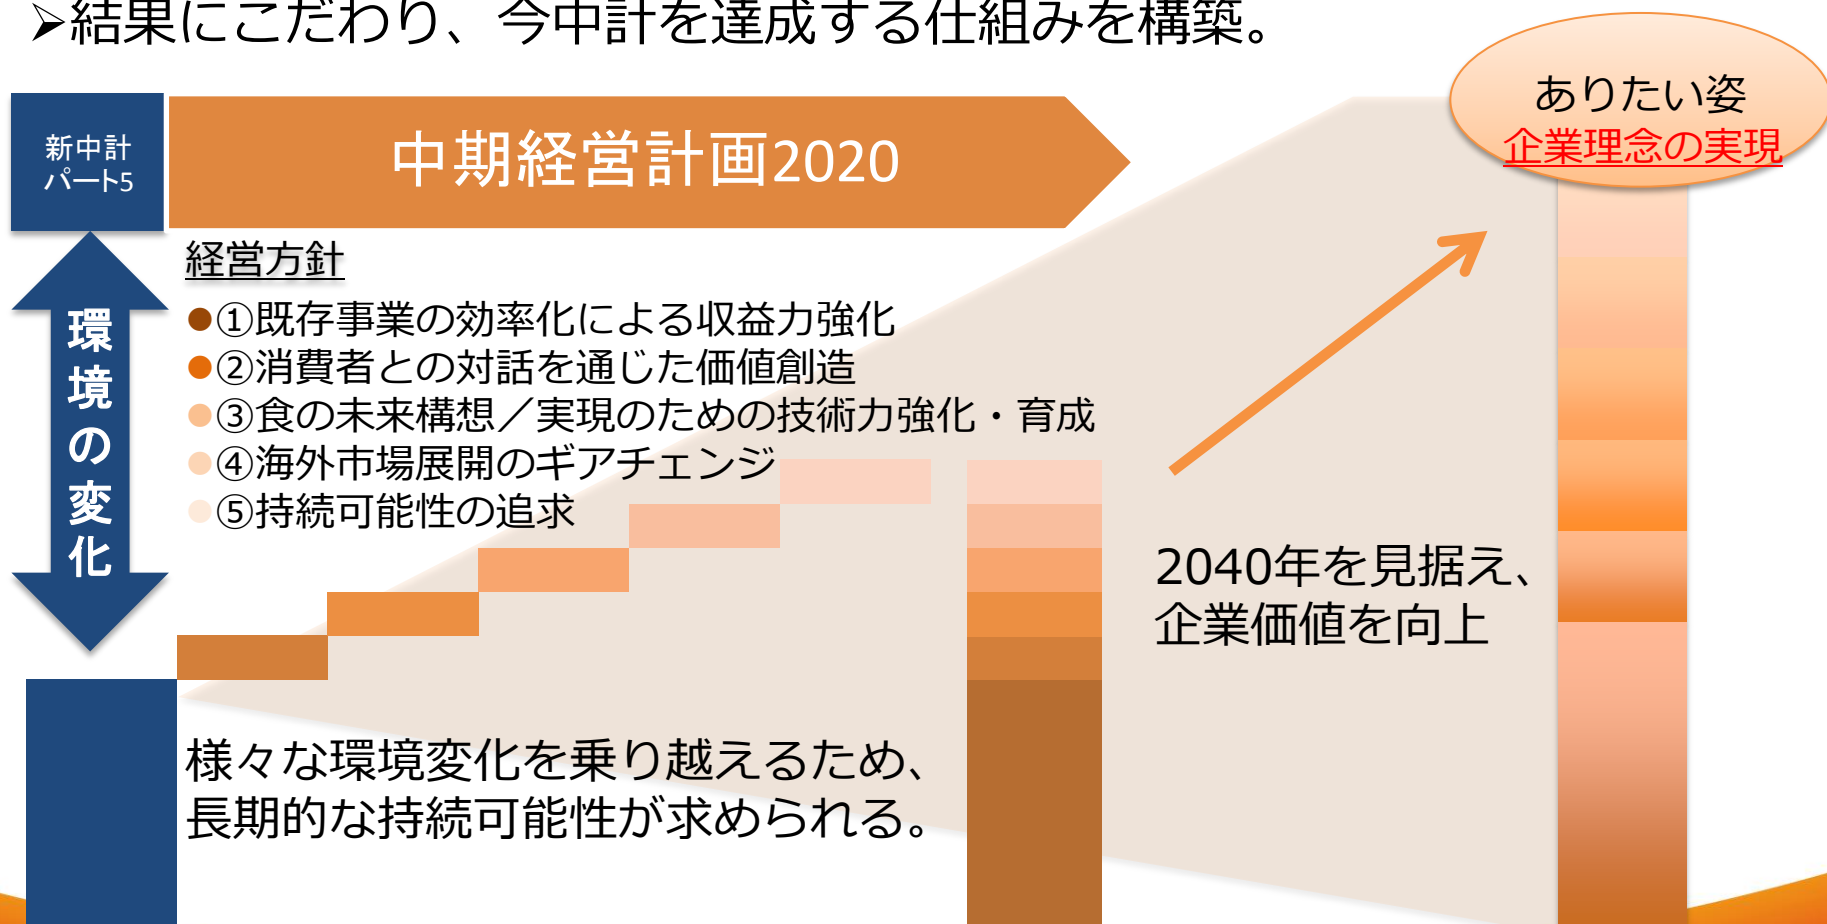 ➢結果にこだわり、今中計を達成する仕組みを構築。
新中計
パート5
中期経営計画2020
ありたい姿
企業理念の実現
環境の変化
経営方針
●①既存事業の効率化による収益力強化
●②消費者との対話を通じた価値創造
●③食の未来構想／実現のための技術力強化・育成
●④海外市場展開のギアチェンジ
●⑤持続可能性の追求
2040年を見据え、
企業価値を向上
様々な環境変化を乗り越えるため、
長期的な持続可能性が求められる。